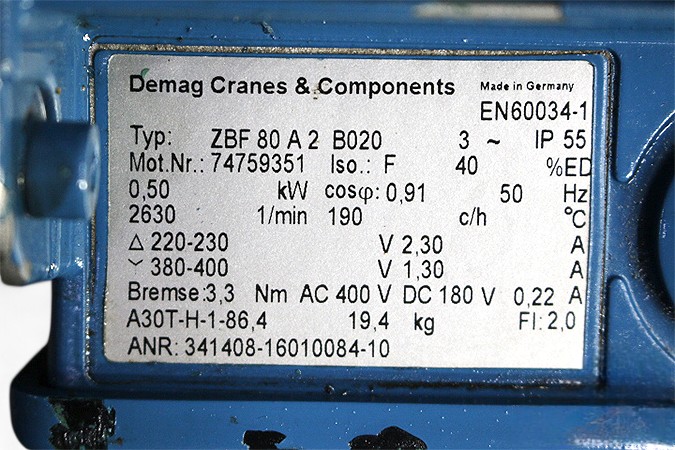 Demag Cranes & Components Made in Germany
EN60034-1
Typ: ZBF 80 A 2 B020 3 ~ IP 55
Mot.Nr.: 74759351 Iso.: F 40 %ED
0,50 kW cosφ: 0,91 50 Hz
2630 1/min 190 c/h °C
△ 220-230 V 2,30 A
Y 380-400 V 1,30 A
Bremse:3,3 Nm AC 400 V DC 180 V 0,22 A
A30T-H-1-86,4 19,4 kg FI: 2,0
ANR: 341408-16010084-10